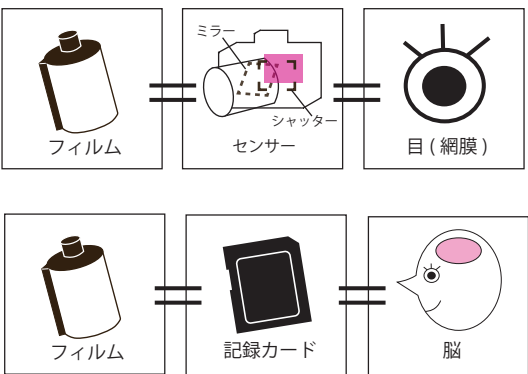 ミラー
シャッター
フィルム
センサー
目 ( 網膜 )
フィルム
記録カード
脳